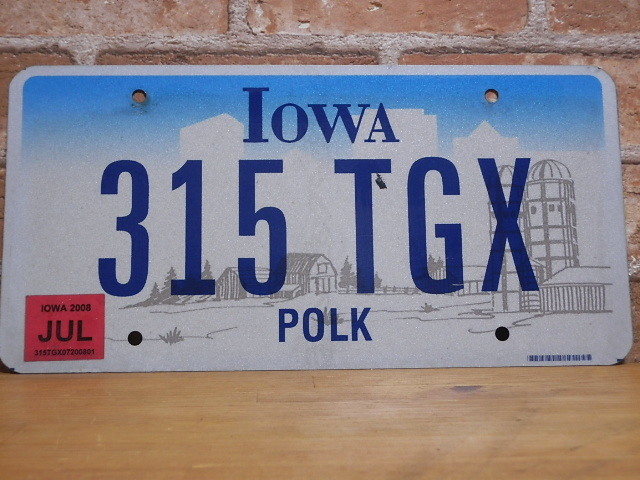 IOWA
315 TGX
IOWA 2008
JUL
315TGX07200801
POLK